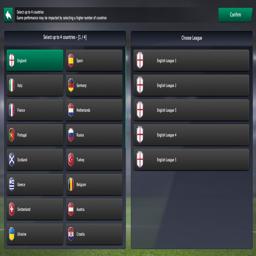 Select up to 4 countries
Game performance may be impacted by selecting a higher number of countries
Confirm
Select up to 4 countries - [1 / 4]
Choose League
England
Spain
Italy
Germany
France
Netherlands
Portugal
Russia
Scotland
Turkey
Greece
Belgium
Switzerland
Austria
Ukraine
Croatia
English League 1
English League 2
English League 3
English League 4
English League 5